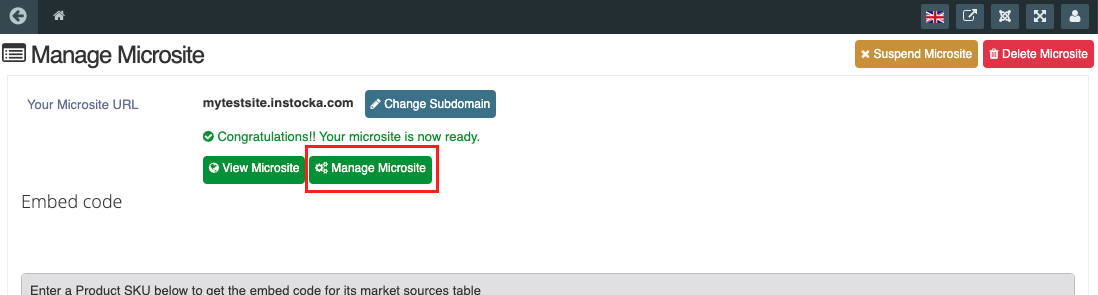 Manage Microsite
Suspend Microsite
Delete Microsite
Your Microsite URL
mytestsite.instocka.com
Change Subdomain
Congratulations!! Your microsite is now ready.
View Microsite
Manage Microsite
Embed code
Enter a Product SKU below to get the embed code for its market sources table